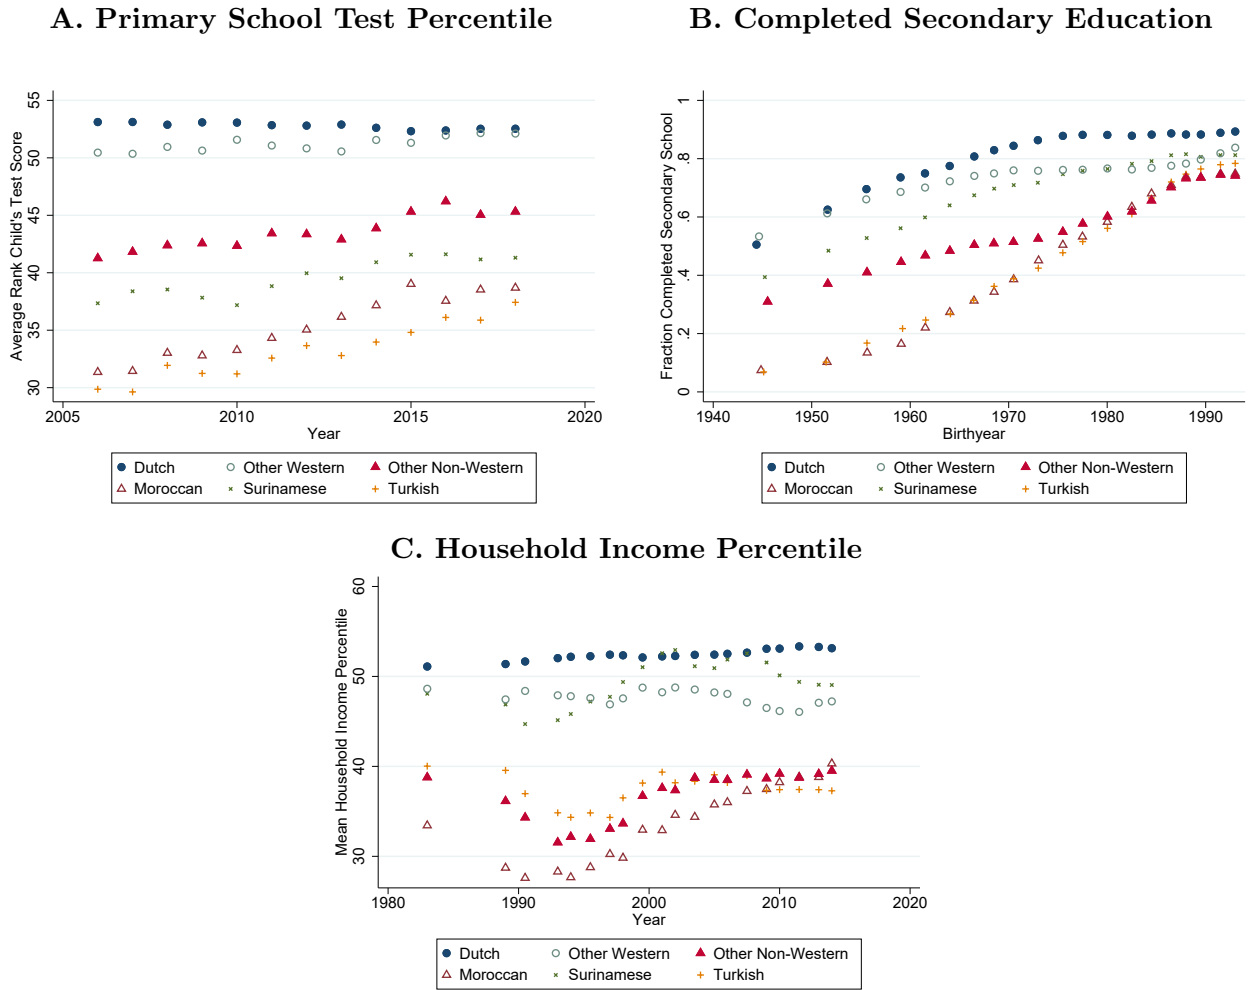 A. Primary School Test Percentile
Average Rank Child's Test Score
55
50
45
40
35
30
2005 2010 2015 2020
Year
Dutch Other Western Other Non-Western
Moroccan Surinamese Turkish
B. Completed Secondary Education
Fraction Completed Secondary School
1
.8
.6
.4
.2
0
1940 1950 1960 1970 1980 1990
Birthyear
Dutch Other Western Other Non-Western
Moroccan Surinamese Turkish
C. Household Income Percentile
Mean Household Income Percentile
60
50
40
30
1980 1990 2000 2010 2020
Year
Dutch Other Western Other Non-Western
Moroccan Surinamese Turkish